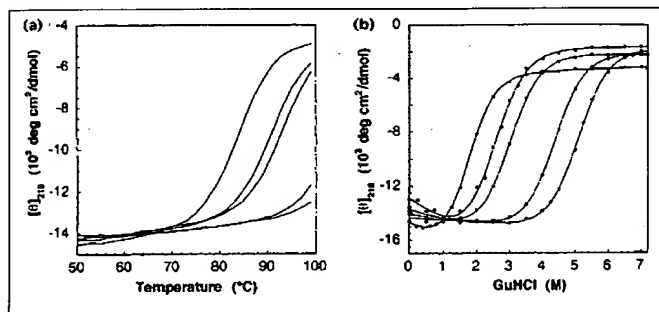 (a)
-4
-6
-8
-10
-12
-14
50 60 70 80 90 100
Temperature (°C)
[θ]218 (10³ deg cm²/dmol)
(b)
0
-4
-8
-12
-16
0 1 2 3 4 5 6 7
GuHCl (M)
[θ]218 (10³ deg cm²/dmol)